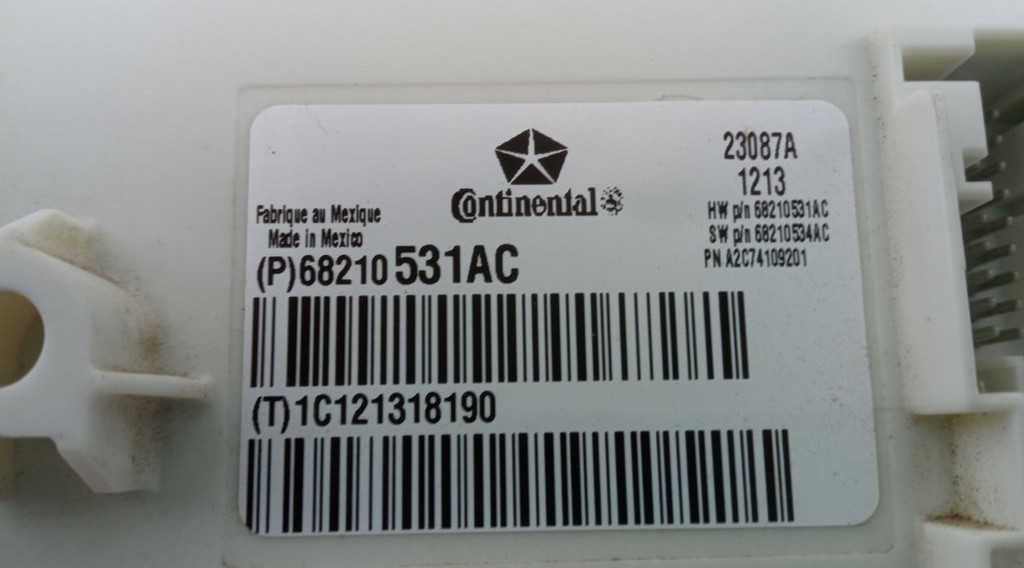 Continental
23087A
1213
HW p/n 68210531AC
SW p/n 68210534AC
PN A2C74109201
Fabrique au Mexique
Made in Mexico
(P)68210531AC
(T)1C121318190